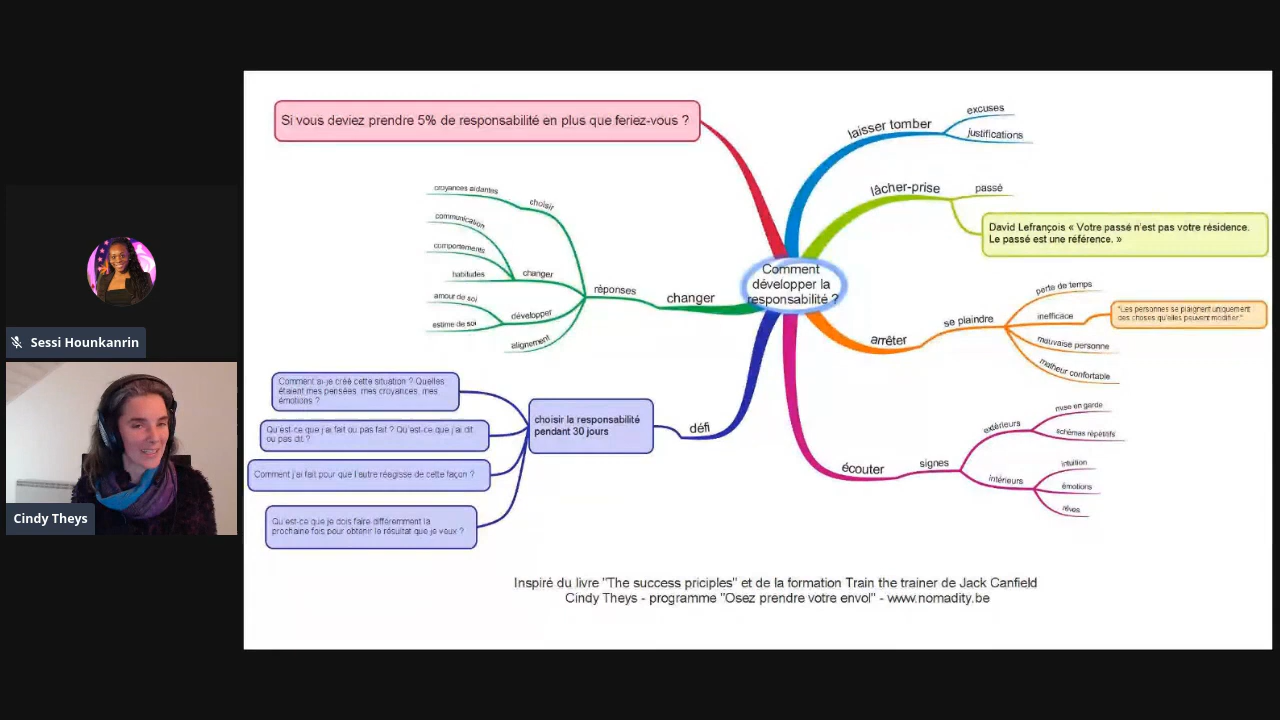 Si vous deviez prendre 5% de responsabilité en plus que feriez-vous ?
laisser tomber
excuses
justifications
lâcher-prise
passé
David Lefrançois « Votre passé n'est pas votre résidence.
Le passé est une référence. »
Comment
développer la
responsabilité ?
arrêter
se plaindre
perte de temps
inefficace
"Les personnes se plaignent uniquement
des choses qu'elles peuvent modifier."
mauvaise personne
malheur confortable
écouter
signes
extérieurs
mise en garde
schémas répétitifs
intérieurs
intuition
émotions
rêves
changer
réponses
choisir
croyances aidantes
changer
communication
comportements
habitudes
développer
amour de soi
estime de soi
alignement
défi
choisir la responsabilité
pendant 30 jours
Comment ai-je créé cette situation ? Quelles
étaient mes pensées, mes croyances, mes
émotions ?
Qu'est-ce que j'ai fait ou pas fait ? Qu'est-ce que j'ai dit
ou pas dit ?
Comment j'ai fait pour que l'autre réagisse de cette façon ?
Qu'est-ce que je dois faire différemment la
prochaine fois pour obtenir le résultat que je veux ?
Inspiré du livre "The success priciples" et de la formation Train the trainer de Jack Canfield
Cindy Theys - programme "Osez prendre votre envol" - www.nomadity.be
Sessi Hounkanrin
Cindy Theys